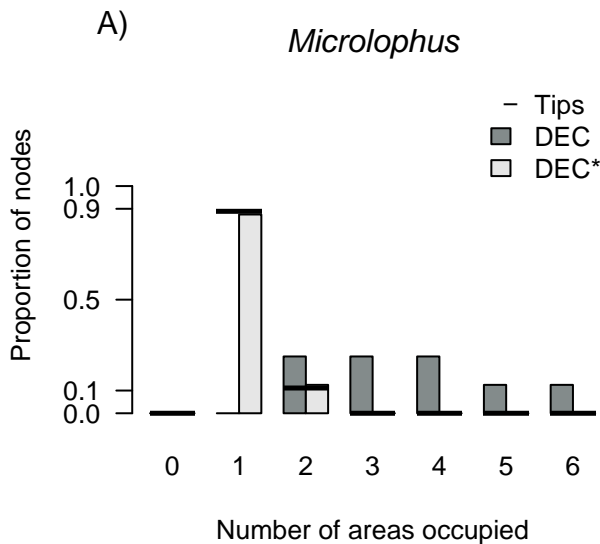 A)
Microlophus
Tips
DEC
DEC*
Proportion of nodes
1.0
0.9
0.5
0.1
0.0
0 1 2 3 4 5 6
Number of areas occupied